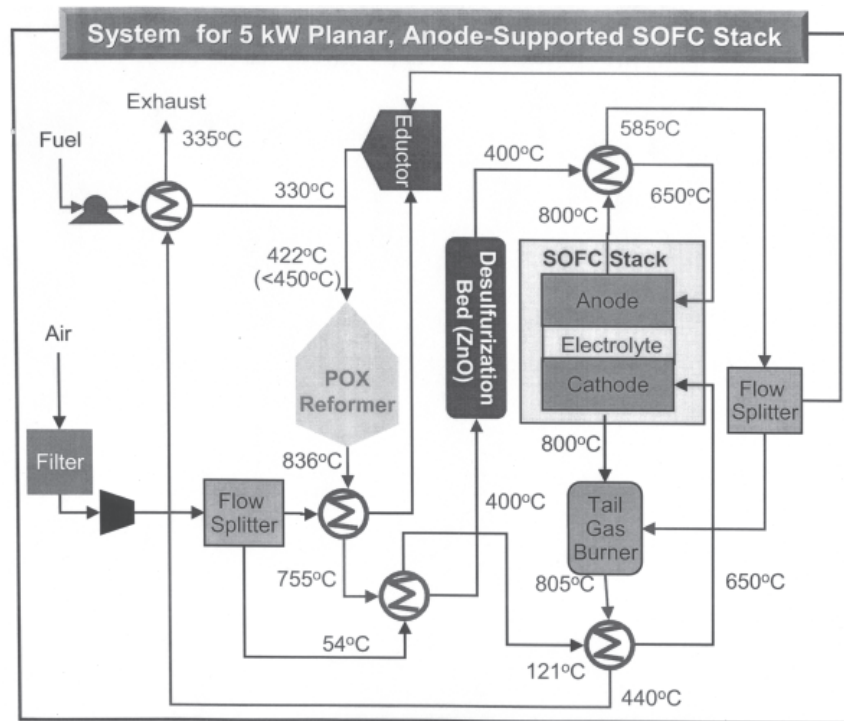 System for 5 kW Planar, Anode-Supported SOFC Stack
Exhaust
335°C
Fuel
330°C
Eductor
422°C
(<450°C)
400°C
585°C
650°C
800°C
SOFC Stack
Anode
Electrolyte
Cathode
800°C
Desulfurization
Bed (ZnO)
Air
POX
Reformer
Filter
836°C
Flow
Splitter
Flow
Splitter
400°C
Tail
Gas
Burner
755°C
54°C
805°C
650°C
121°C
440°C